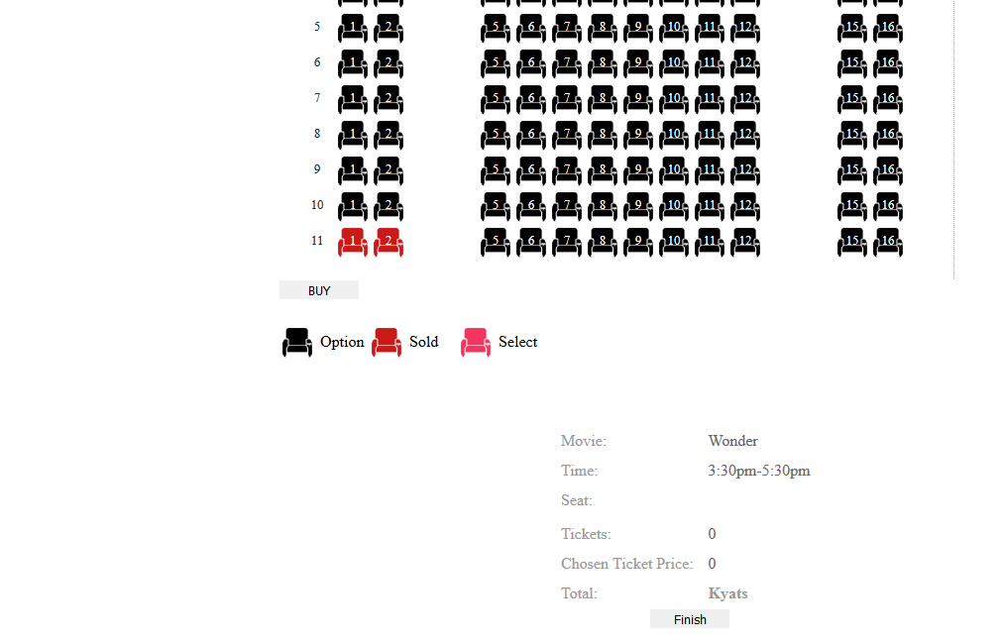 5 1 2 5 6 7 8 9 10 11 12 15 16
6 1 2 5 6 7 8 9 10 11 12 15 16
7 1 2 5 6 7 8 9 10 11 12 15 16
8 1 2 5 6 7 8 9 10 11 12 15 16
9 1 2 5 6 7 8 9 10 11 12 15 16
10 1 2 5 6 7 8 9 10 11 12 15 16
11 1 2 5 6 7 8 9 10 11 12 15 16
BUY
Option Sold Select
Movie: Wonder
Time: 3:30pm-5:30pm
Seat:
Tickets: 0
Chosen Ticket Price: 0
Total: Kyats
Finish